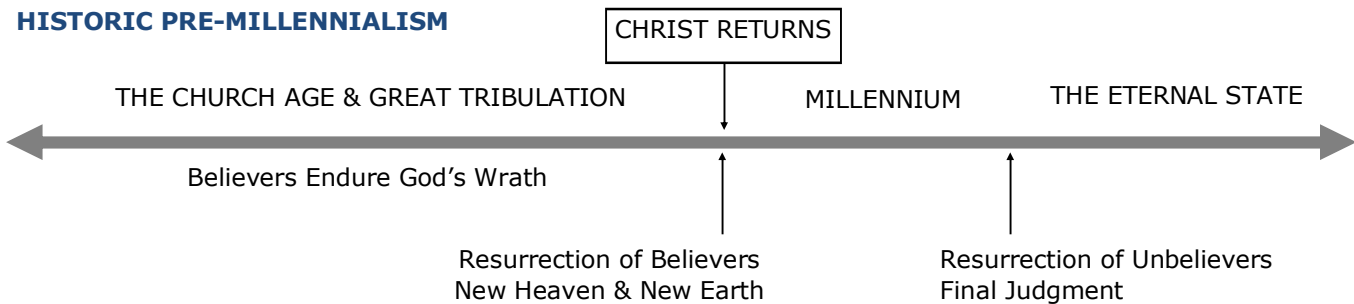 HISTORIC PRE-MILLENNIALISM
CHRIST RETURNS
THE CHURCH AGE & GREAT TRIBULATION
MILLENNIUM
THE ETERNAL STATE
Believers Endure God’s Wrath
Resurrection of Believers
New Heaven & New Earth
Resurrection of Unbelievers
Final Judgment